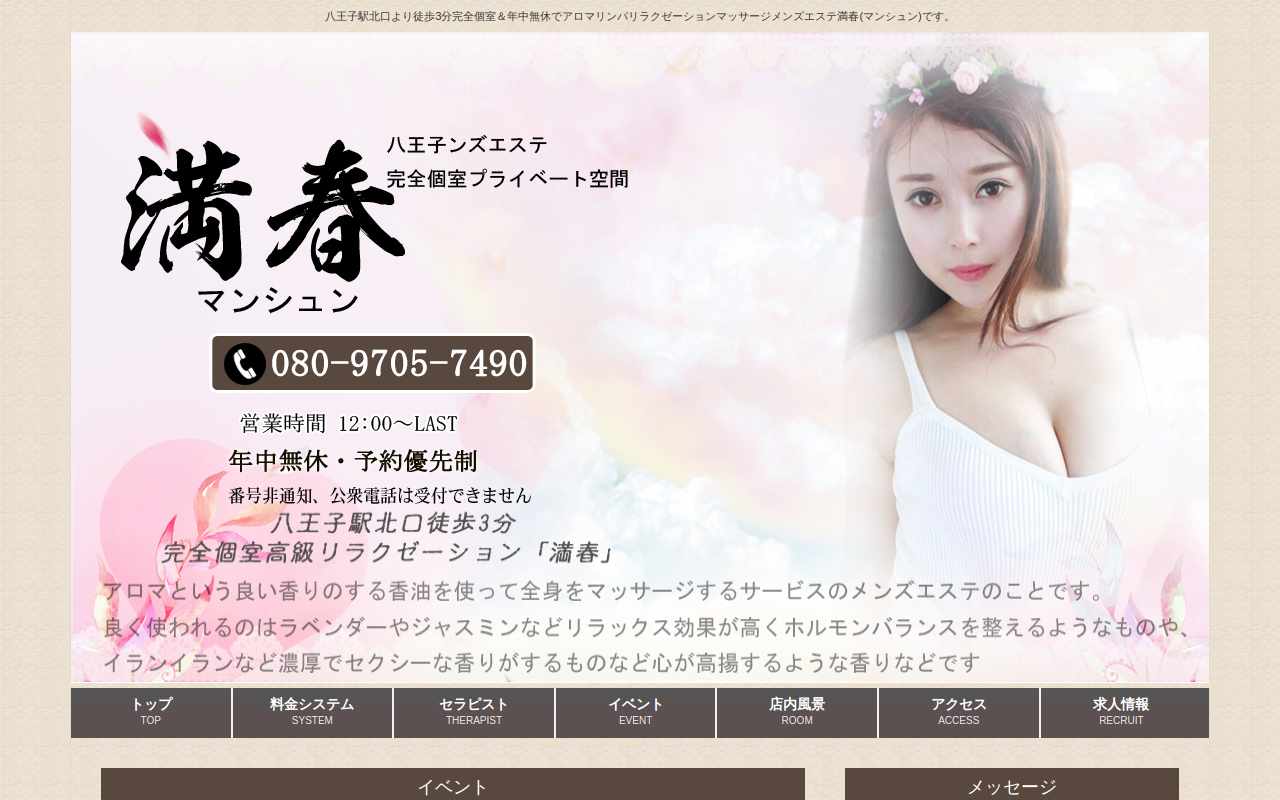 八王子駅北口より徒歩3分完全個室＆年中無休でアロマリンパリラクゼーションマッサージメンズエステ満春(マンシュン)です。
満春
マンシュン
八王子ンズエステ
完全個室プライベート空間
080-9705-7490
営業時間 12:00〜LAST
年中無休・予約優先制
番号非通知、公衆電話は受付できません
八王子駅北口徒歩3分
完全個室高級リラクゼーション「満春」
アロマという良い香りのする香油を使って全身をマッサージするサービスのメンズエステのことです。
良く使われるのはラベンダーやジャスミンなどリラックス効果が高くホルモンバランスを整えるようなものや、
イランイランなど濃厚でセクシーな香りがするものなど心が高揚するような香りなどです
トップ
TOP
料金システム
SYSTEM
セラピスト
THERAPIST
イベント
EVENT
店内風景
ROOM
アクセス
ACCESS
求人情報
RECRUIT
イベント
メッセージ